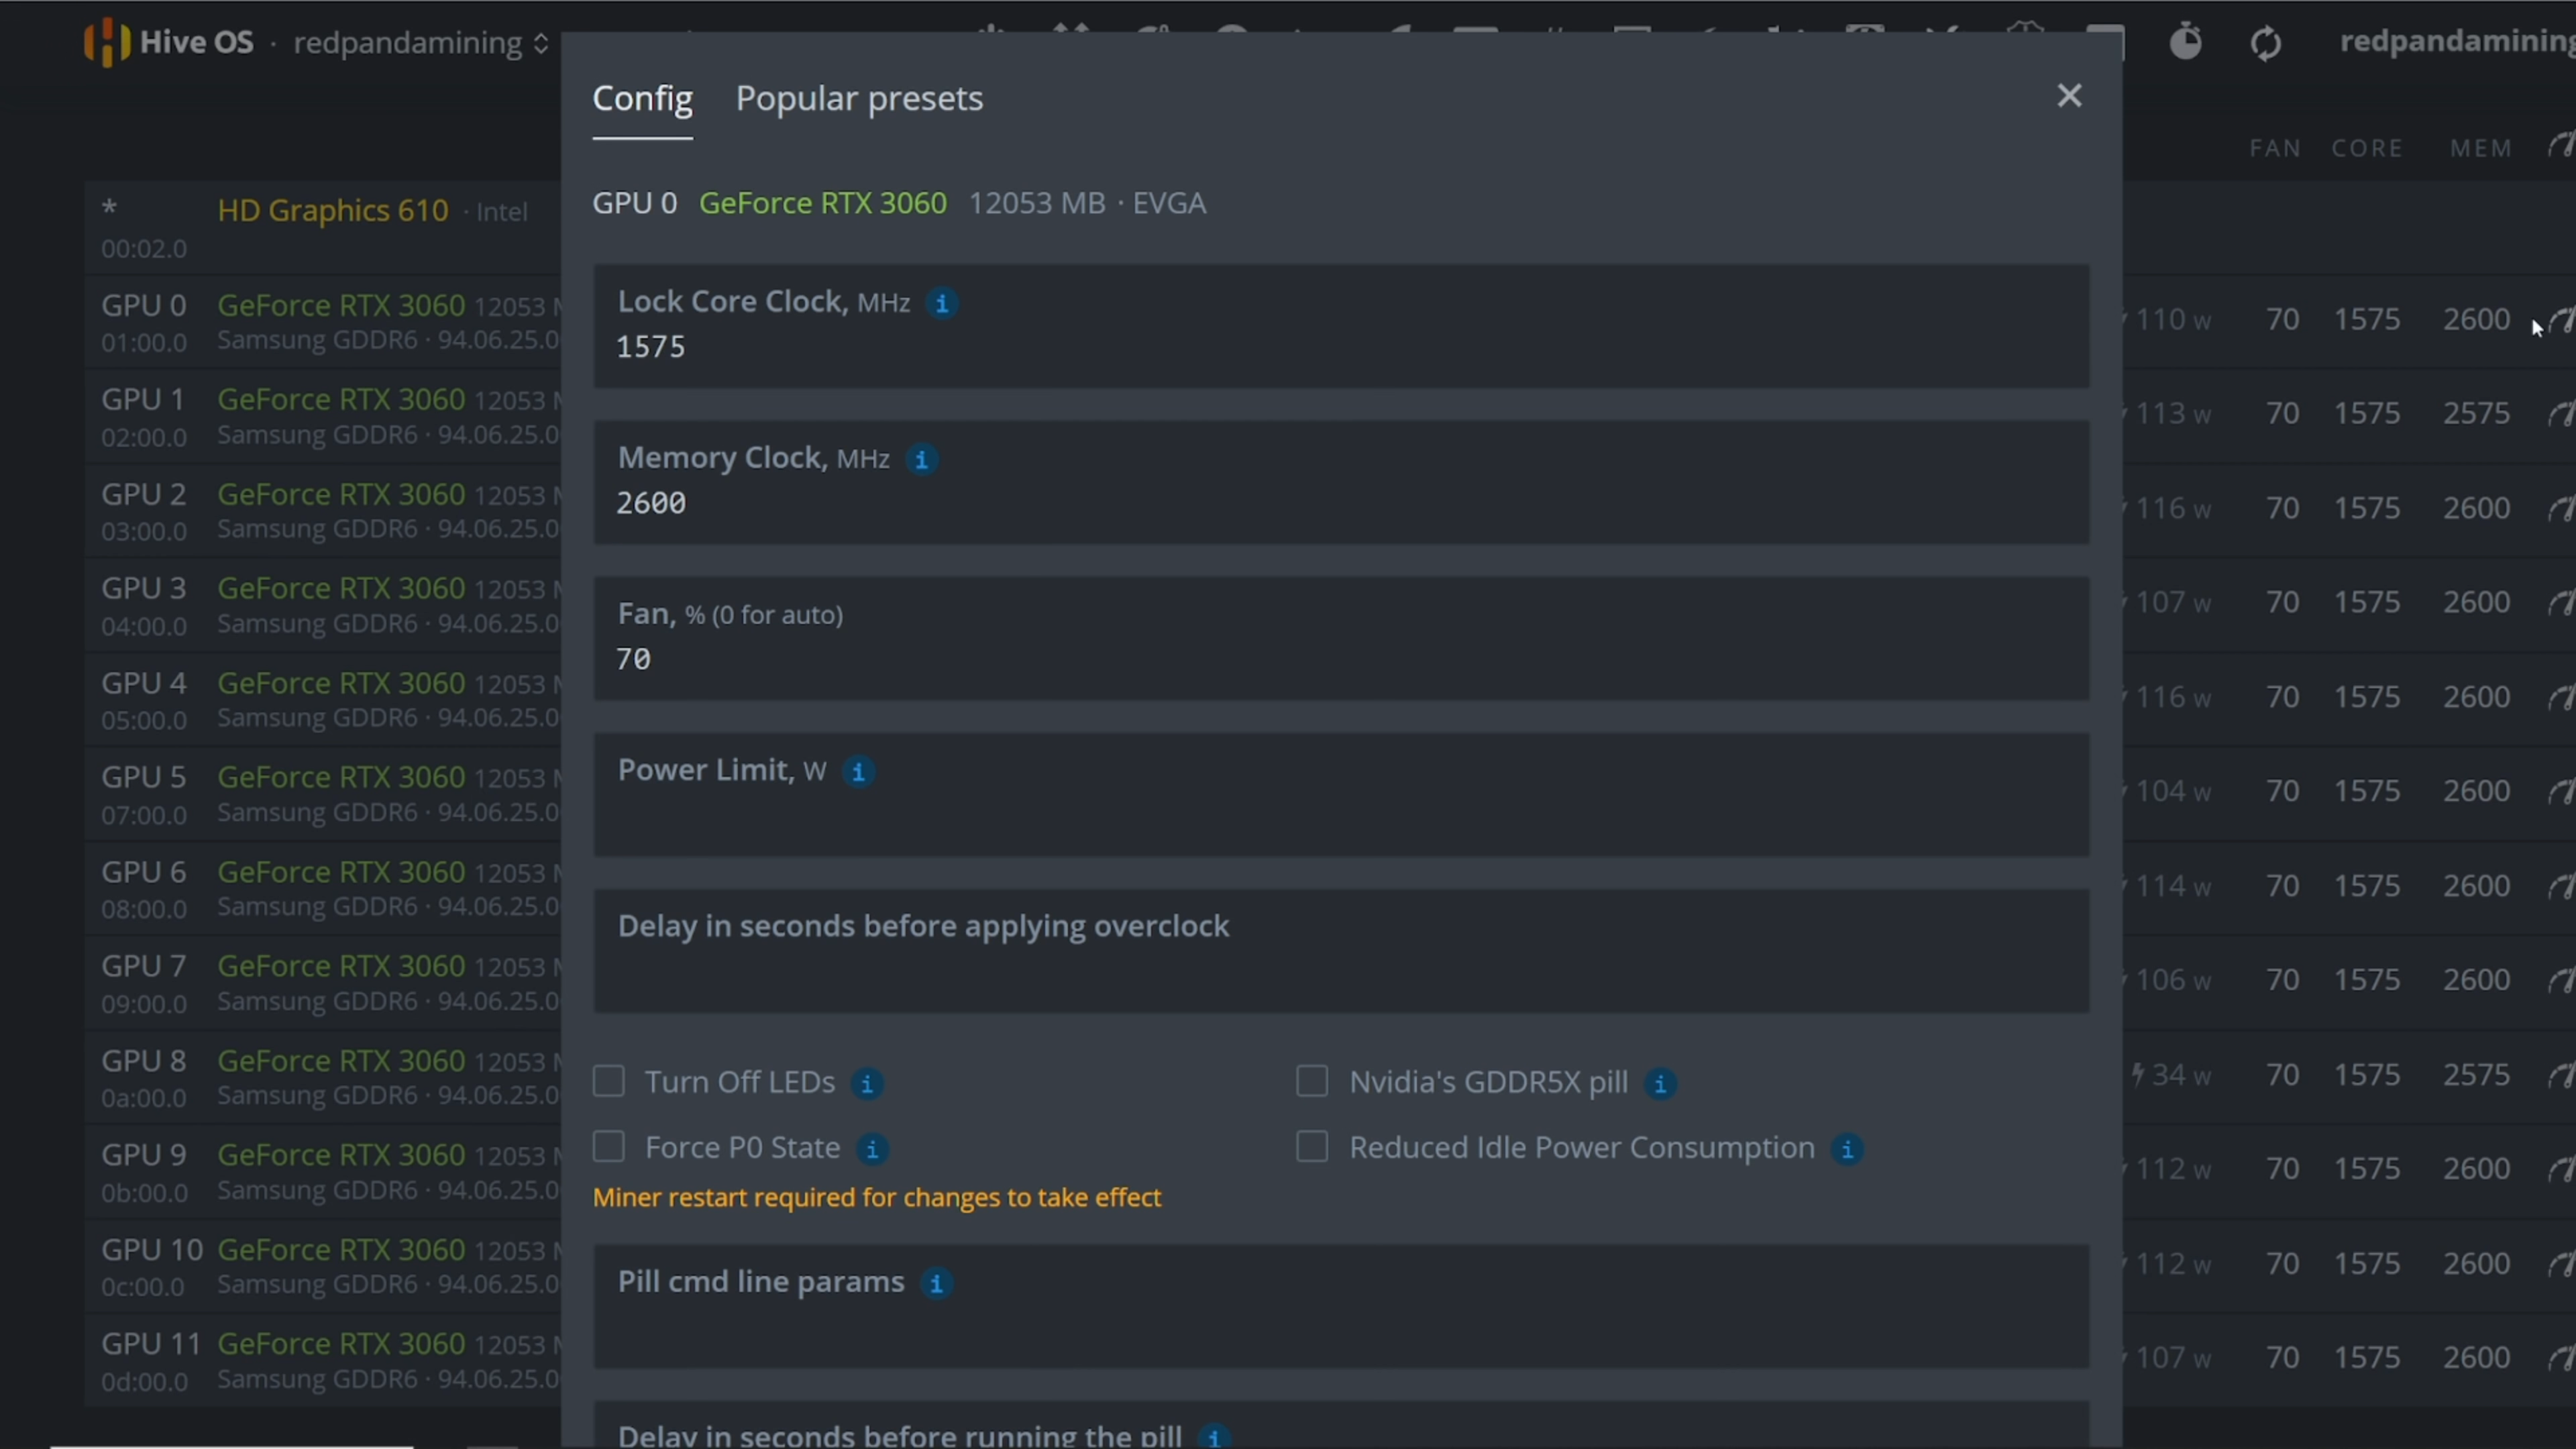 Hive OS · redpandamining
redpandamining
Config Popular presets
FAN CORE MEM
GPU 0 GeForce RTX 3060 12053 MB · EVGA
* HD Graphics 610 · Intel
00:02.0
GPU 0 GeForce RTX 3060 12053
110 W 70 1575 2600
01:00.0 Samsung GDDR6 · 94.06.25.0
GPU 1 GeForce RTX 3060 12053
113 W 70 1575 2575
02:00.0 Samsung GDDR6 · 94.06.25.0
GPU 2 GeForce RTX 3060 12053
116 W 70 1575 2600
03:00.0 Samsung GDDR6 · 94.06.25.0
GPU 3 GeForce RTX 3060 12053
107 W 70 1575 2600
04:00.0 Samsung GDDR6 · 94.06.25.0
GPU 4 GeForce RTX 3060 12053
116 W 70 1575 2600
05:00.0 Samsung GDDR6 · 94.06.25.0
GPU 5 GeForce RTX 3060 12053
104 W 70 1575 2600
07:00.0 Samsung GDDR6 · 94.06.25.0
GPU 6 GeForce RTX 3060 12053
114 W 70 1575 2600
08:00.0 Samsung GDDR6 · 94.06.25.0
GPU 7 GeForce RTX 3060 12053
106 W 70 1575 2600
09:00.0 Samsung GDDR6 · 94.06.25.0
GPU 8 GeForce RTX 3060 12053
34 W 70 1575 2575
0a:00.0 Samsung GDDR6 · 94.06.25.0
GPU 9 GeForce RTX 3060 12053
112 W 70 1575 2600
0b:00.0 Samsung GDDR6 · 94.06.25.0
GPU 10 GeForce RTX 3060 12053
112 W 70 1575 2600
0c:00.0 Samsung GDDR6 · 94.06.25.0
GPU 11 GeForce RTX 3060 12053
107 W 70 1575 2600
0d:00.0 Samsung GDDR6 · 94.06.25.0
Lock Core Clock, MHz i
1575
Memory Clock, MHz i
2600
Fan, % (0 for auto)
70
Power Limit, W i
Delay in seconds before applying overclock
Turn Off LEDs i
Nvidia's GDDR5X pill i
Force P0 State i
Reduced Idle Power Consumption i
Miner restart required for changes to take effect
Pill cmd line params i
Delay in seconds before running the pill i